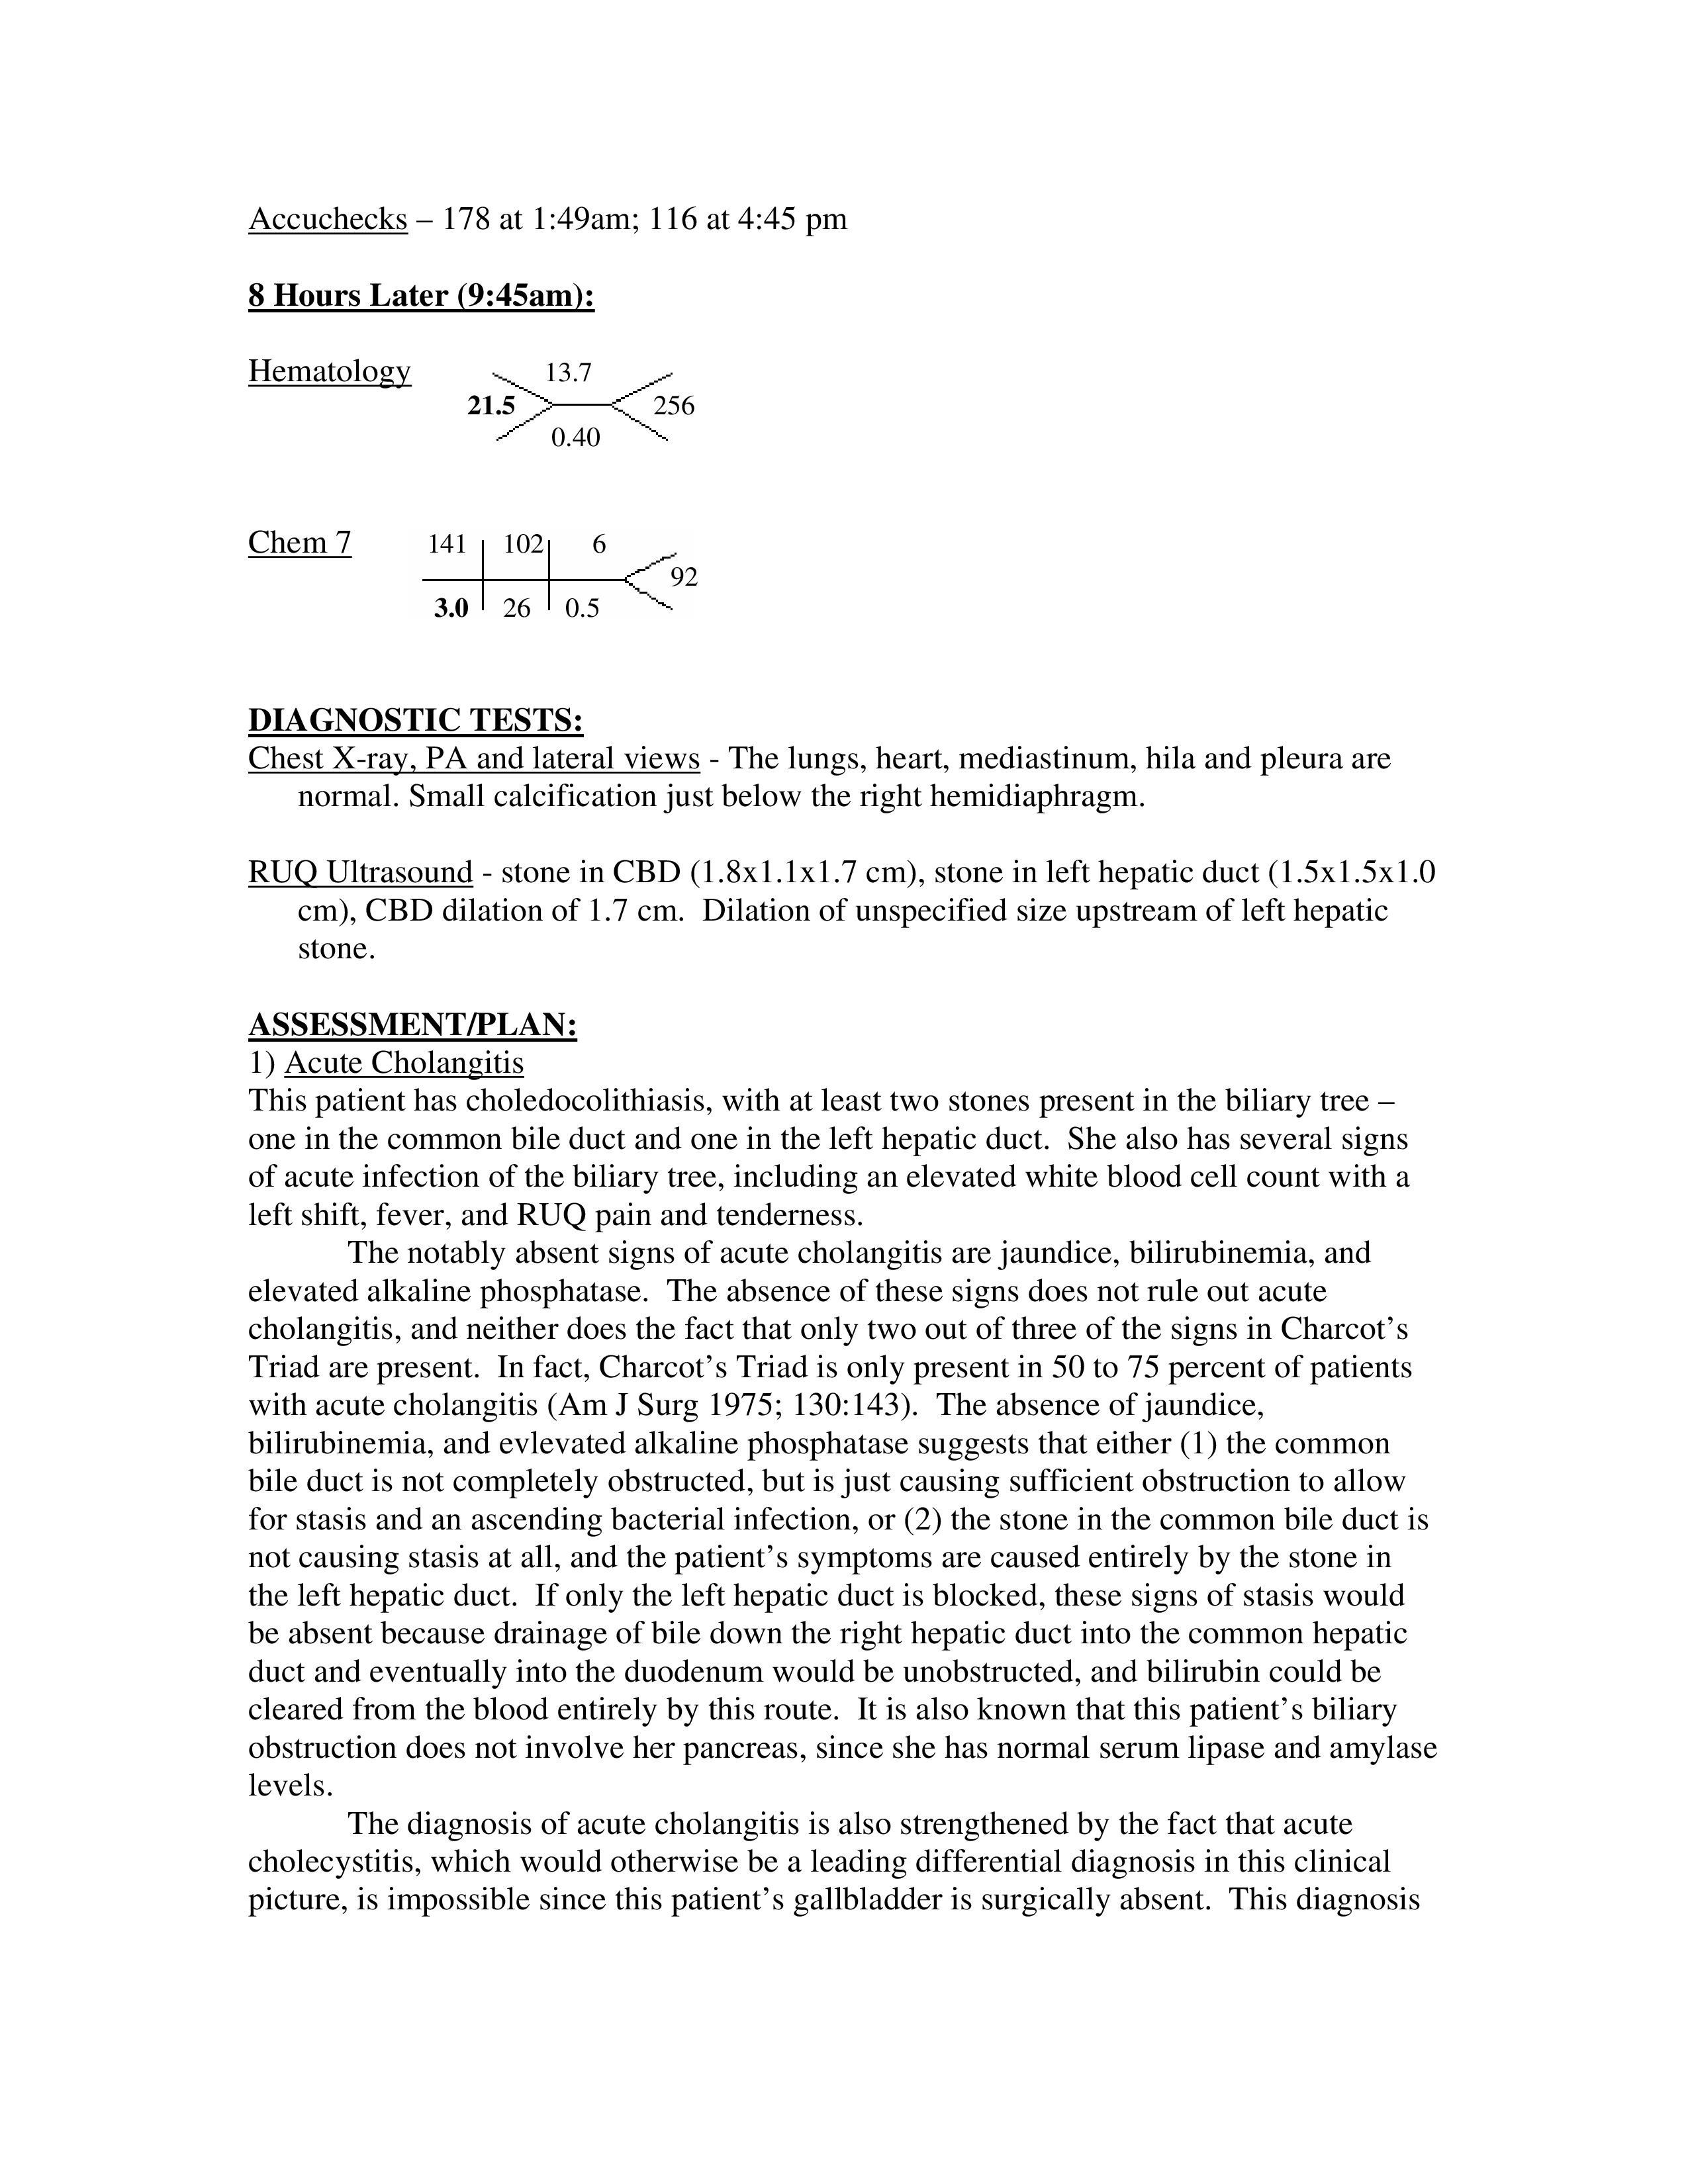 Accuchecks – 178 at 1:49am; 116 at 4:45 pm
8 Hours Later (9:45am):
Hematology
13.7
21.5
256
0.40
Chem 7
141 102 6
92
3.0 26 0.5
DIAGNOSTIC TESTS:
Chest X-ray, PA and lateral views - The lungs, heart, mediastinum, hila and pleura are
normal. Small calcification just below the right hemidiaphragm.
RUQ Ultrasound - stone in CBD (1.8x1.1x1.7 cm), stone in left hepatic duct (1.5x1.5x1.0
cm), CBD dilation of 1.7 cm. Dilation of unspecified size upstream of left hepatic
stone.
ASSESSMENT/PLAN:
1) Acute Cholangitis
This patient has choledocolithiasis, with at least two stones present in the biliary tree –
one in the common bile duct and one in the left hepatic duct. She also has several signs
of acute infection of the biliary tree, including an elevated white blood cell count with a
left shift, fever, and RUQ pain and tenderness.
The notably absent signs of acute cholangitis are jaundice, bilirubinemia, and
elevated alkaline phosphatase. The absence of these signs does not rule out acute
cholangitis, and neither does the fact that only two out of three of the signs in Charcot’s
Triad are present. In fact, Charcot’s Triad is only present in 50 to 75 percent of patients
with acute cholangitis (Am J Surg 1975; 130:143). The absence of jaundice,
bilirubinemia, and evlevated alkaline phosphatase suggests that either (1) the common
bile duct is not completely obstructed, but is just causing sufficient obstruction to allow
for stasis and an ascending bacterial infection, or (2) the stone in the common bile duct is
not causing stasis at all, and the patient’s symptoms are caused entirely by the stone in
the left hepatic duct. If only the left hepatic duct is blocked, these signs of stasis would
be absent because drainage of bile down the right hepatic duct into the common hepatic
duct and eventually into the duodenum would be unobstructed, and bilirubin could be
cleared from the blood entirely by this route. It is also known that this patient’s biliary
obstruction does not involve her pancreas, since she has normal serum lipase and amylase
levels.
The diagnosis of acute cholangitis is also strengthened by the fact that acute
cholecystitis, which would otherwise be a leading differential diagnosis in this clinical
picture, is impossible since this patient’s gallbladder is surgically absent. This diagnosis